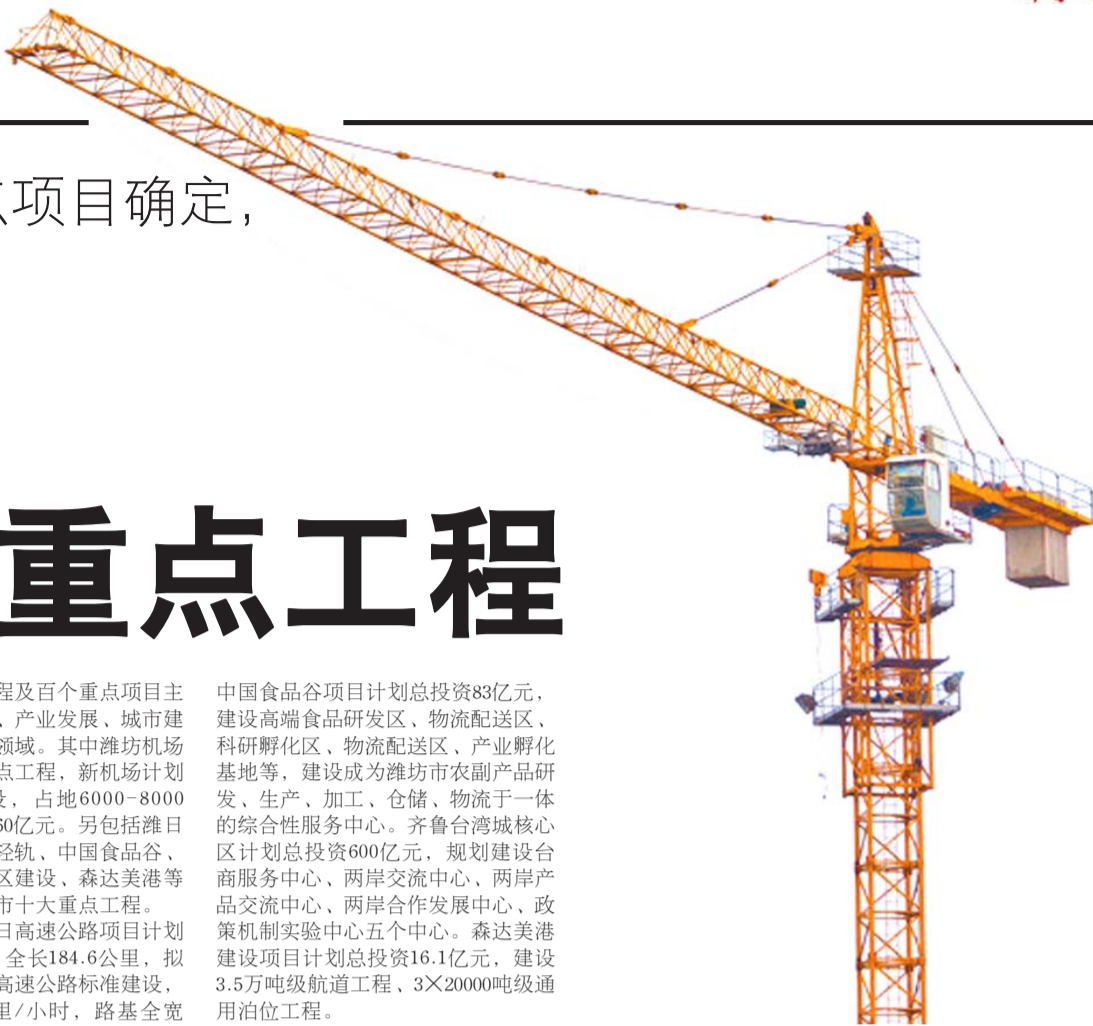 项目确定，
重点工程
程及百个重点项目主
、产业发展、城市建
领域。其中潍坊机场
点工程，新机场计划
，占地6000-8000
60亿元。另包括潍日
轻轨、中国食品谷、
区建设、森达美港等
市十大重点工程。
日高速公路项目计划
全长184.6公里，拟
高速公路标准建设，
里/小时，路基全宽
中国食品谷项目计划总投资83亿元，
建设高端食品研发区、物流配送区、
科研孵化区、物流配送区、产业孵化
基地等，建设成为潍坊市农副产品研
发、生产、加工、仓储、物流于一体
的综合性服务中心。齐鲁台湾城核心
区计划总投资600亿元，规划建设台
商服务中心、两岸交流中心、两岸产
品交流中心、两岸合作发展中心、政
策机制实验中心五个中心。森达美港
建设项目计划总投资16.1亿元，建设
3.5万吨级航道工程、3×20000吨级通
用泊位工程。